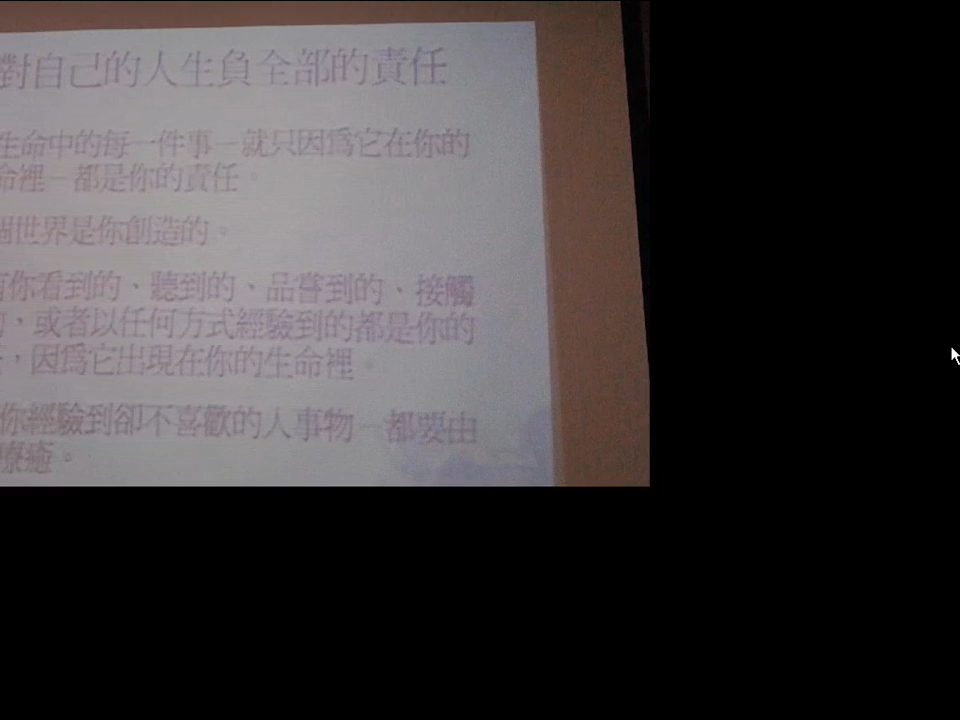 對自己的人生負全部的責任
生命中的每一件事—就只因爲它在你的
命裡—都是你的責任。
個世界是你創造的。
有你看到的、聽到的、品嘗到的、接觸
，或者以任何方式經驗到的都是你的
，因爲它出現在你的生命裡。
你經驗到卻不喜歡的人事物—都要由
療癒。